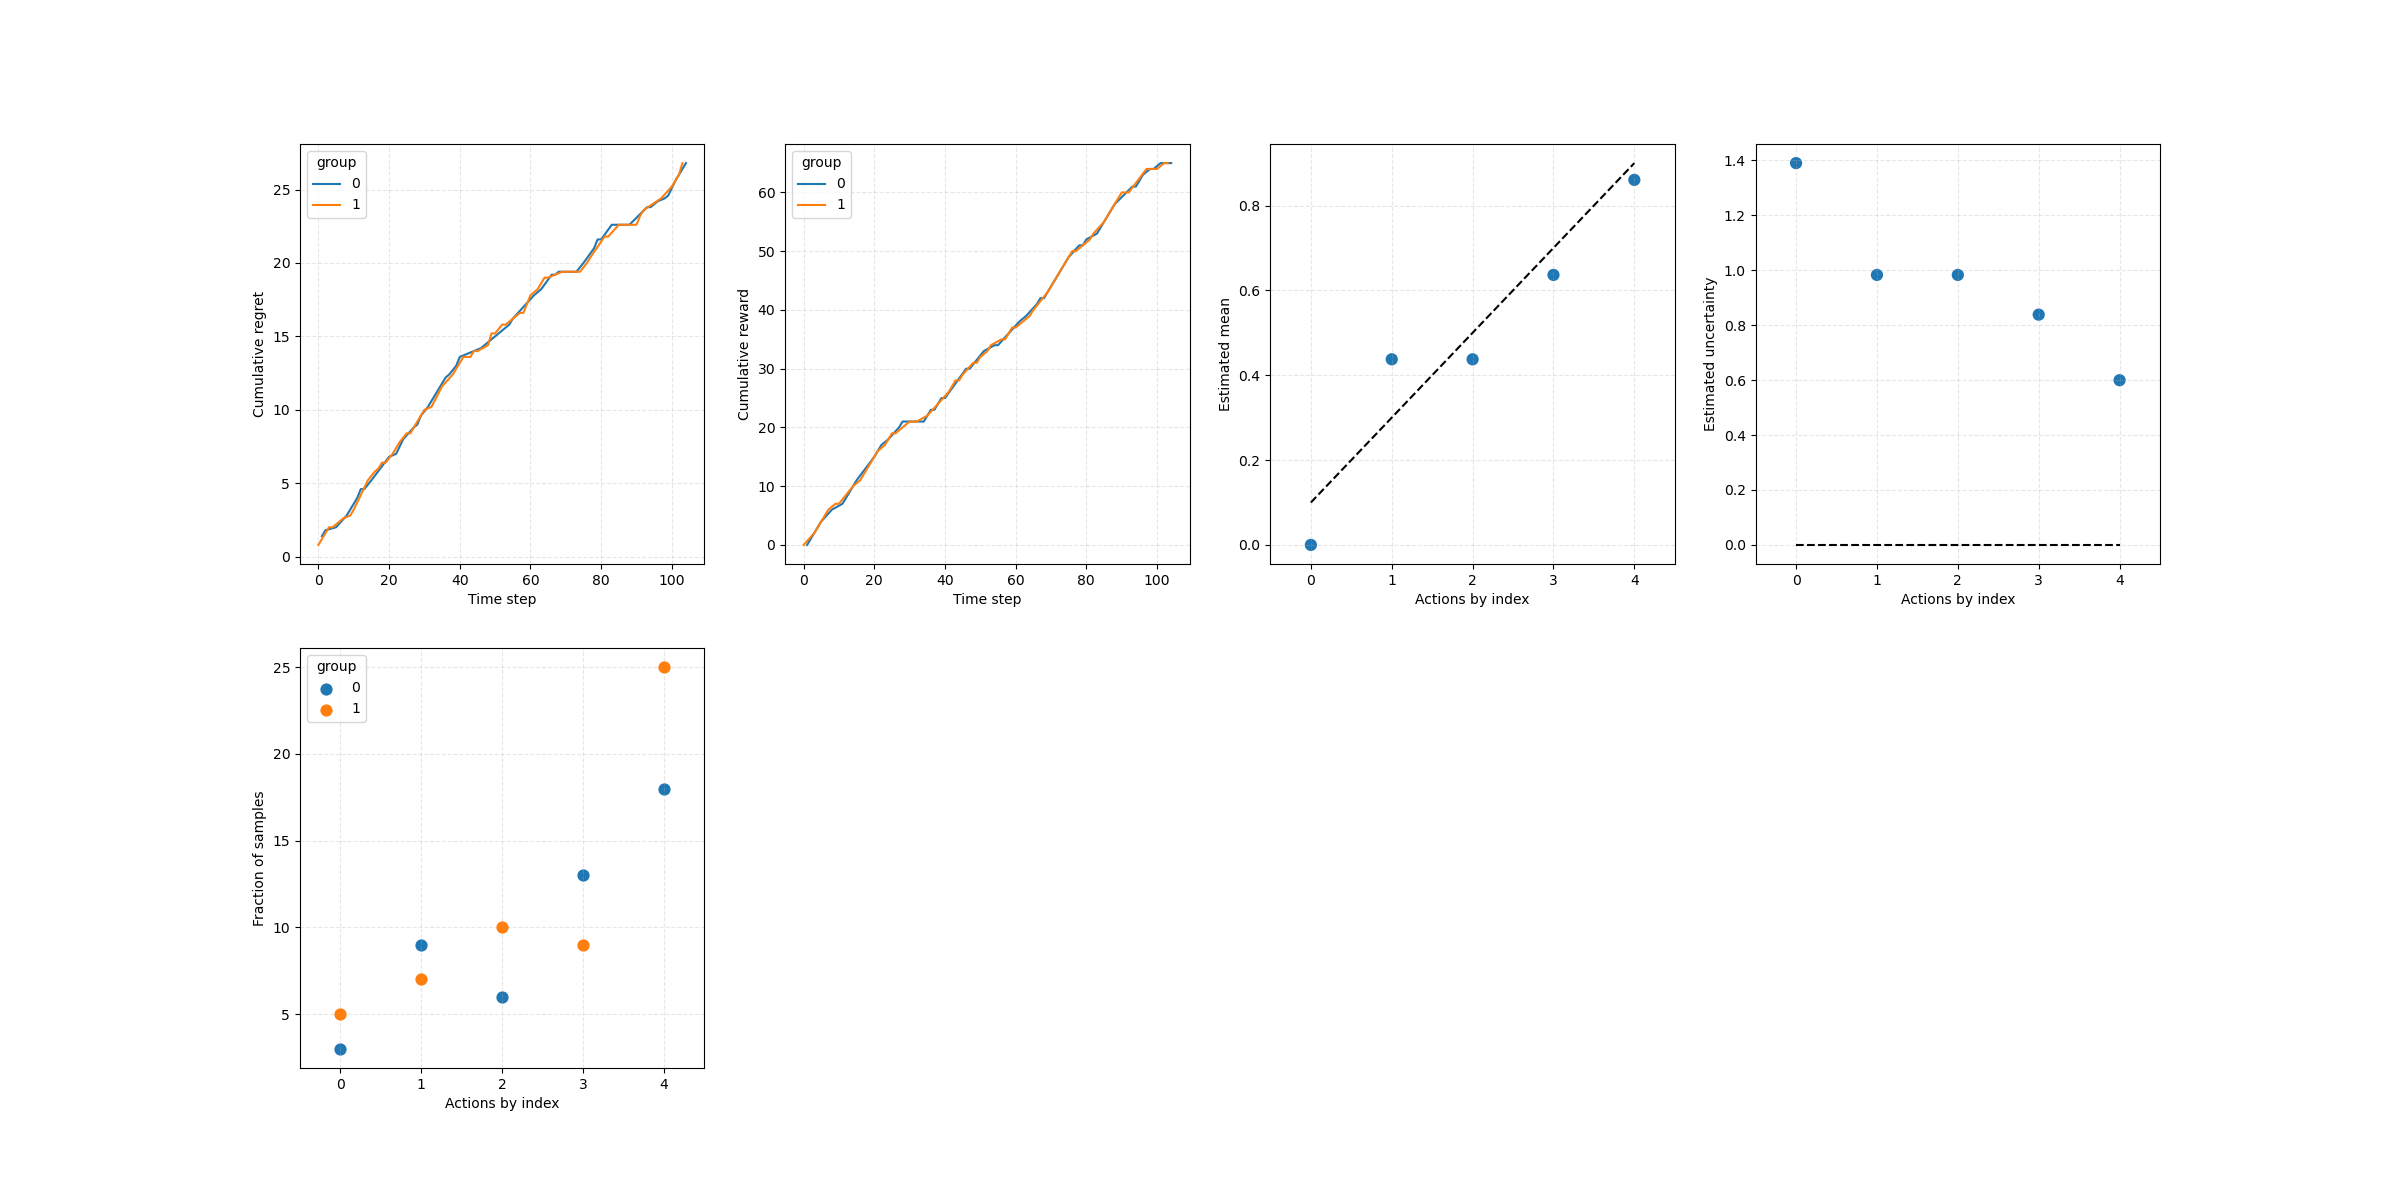 group
0
1
25
20
15
10
5
0
Cumulative regret
0 20 40 60 80 100
Time step
group
0
1
60
50
40
30
20
10
0
Cumulative reward
0 20 40 60 80 100
Time step
0.8
0.6
0.4
0.2
0.0
Estimated mean
0 1 2 3 4
Actions by index
1.4
1.2
1.0
0.8
0.6
0.4
0.2
0.0
Estimated uncertainty
0 1 2 3 4
Actions by index
group
0
1
25
20
15
10
5
Fraction of samples
0 1 2 3 4
Actions by index